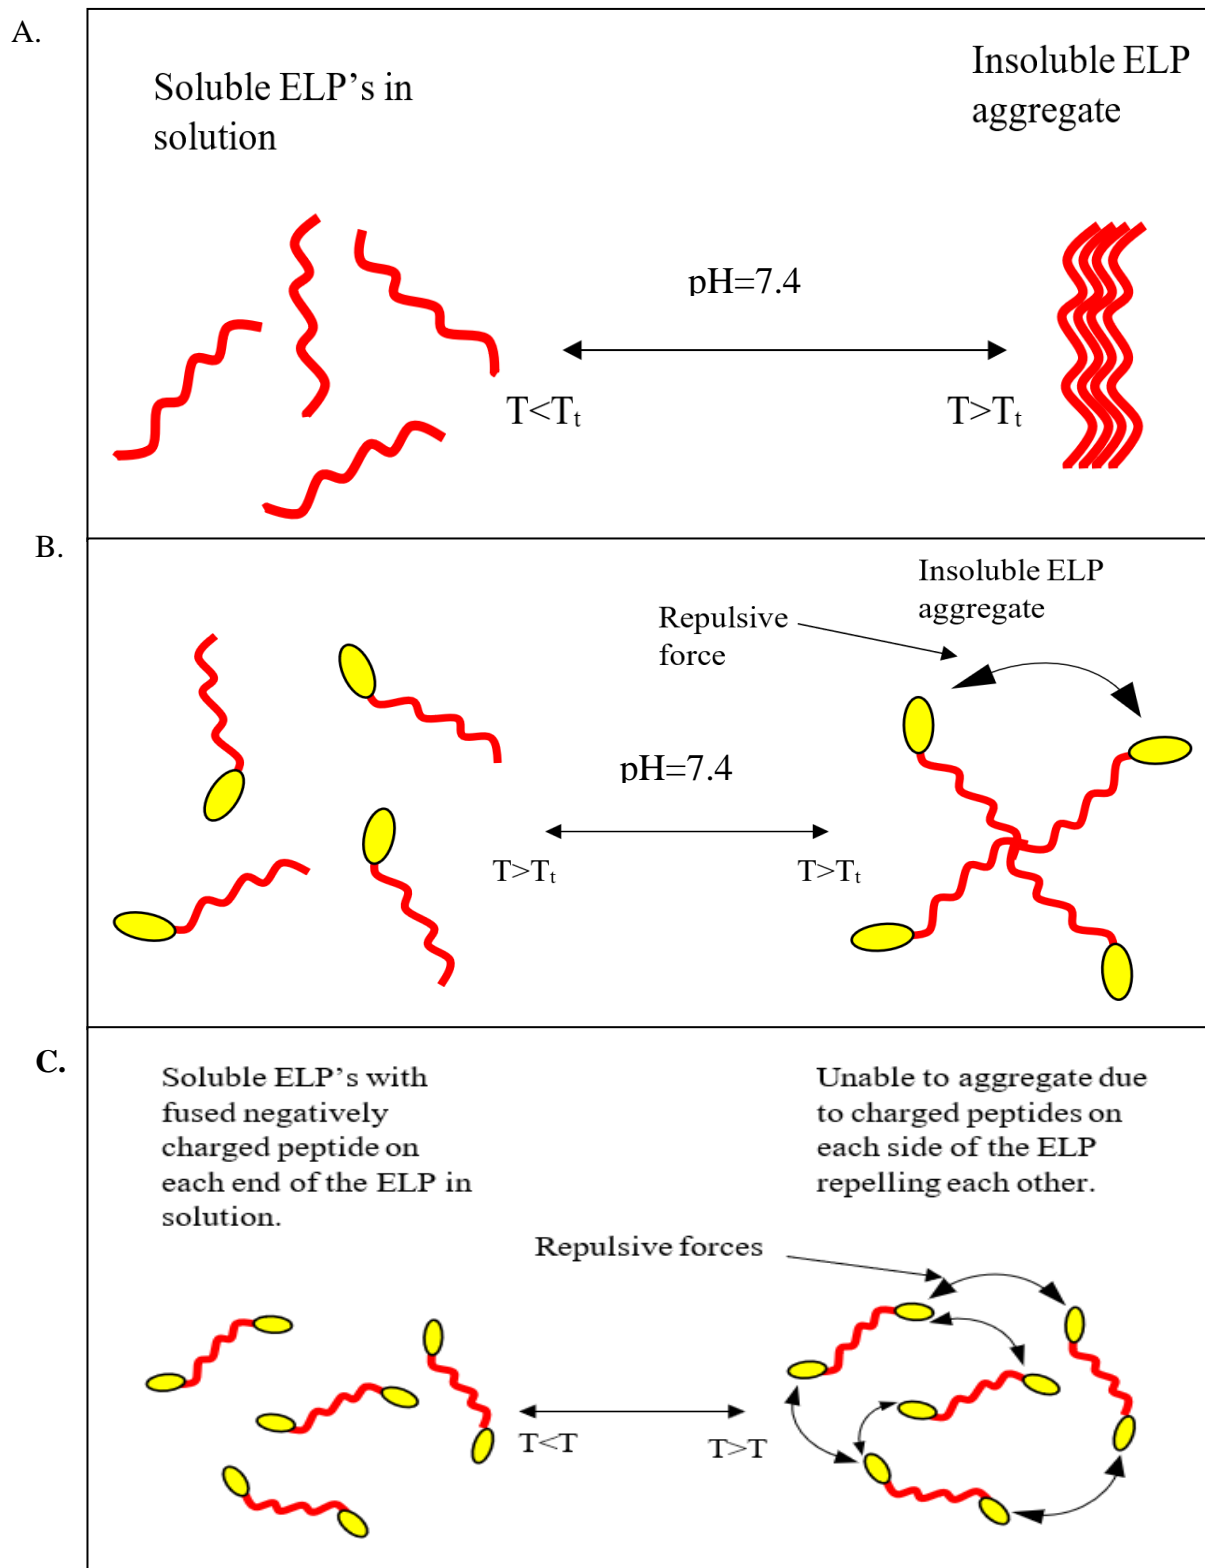 A.
Soluble ELP's in
solution
Insoluble ELP
aggregate
pH=7.4
T<Tt
T>Tt
B.
Insoluble ELP
aggregate
Repulsive
force
pH=7.4
T>Tt
T>Tt
C.
Soluble ELP's with
fused negatively
charged peptide on
each end of the ELP in
solution.
Unable to aggregate due
to charged peptides on
each side of the ELP
repelling each other.
Repulsive forces
T<T
T>T